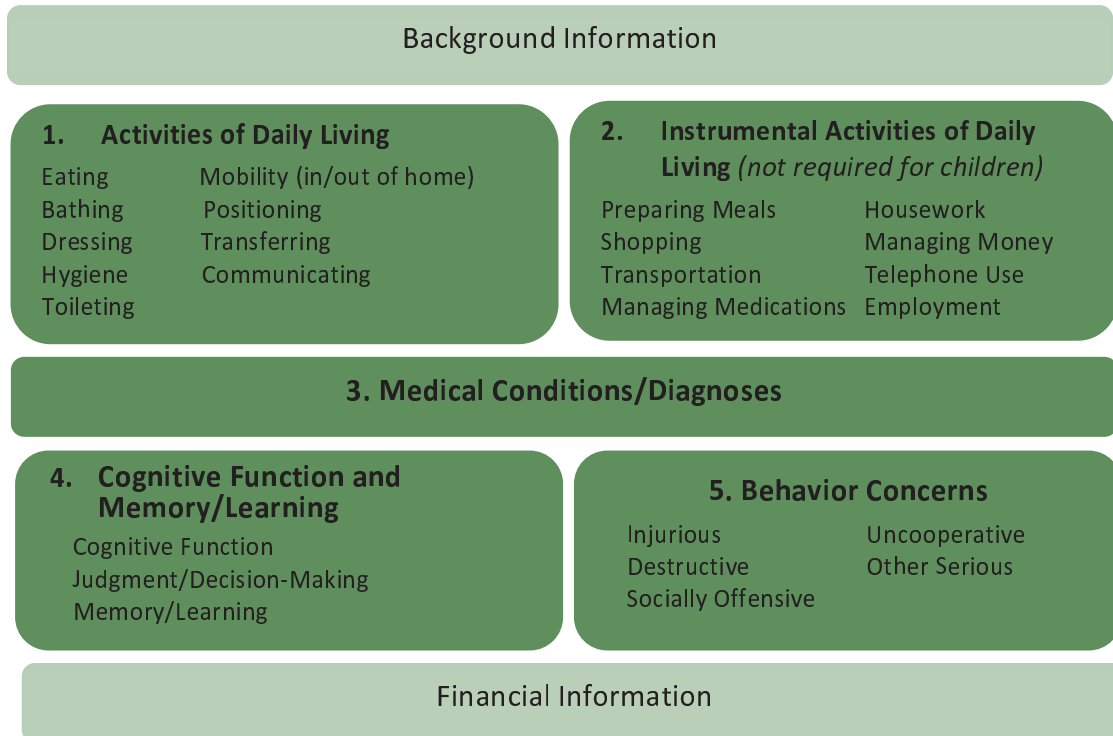 Background Information
1. Activities of Daily Living
Eating Mobility (in/out of home)
Bathing Positioning
Dressing Transferring
Hygiene Communicating
Toileting
2. Instrumental Activities of Daily
Living (not required for children)
Preparing Meals Housework
Shopping Managing Money
Transportation Telephone Use
Managing Medications Employment
3. Medical Conditions/Diagnoses
4. Cognitive Function and
Memory/Learning
Cognitive Function
Judgment/Decision-Making
Memory/Learning
5. Behavior Concerns
Injurious Uncooperative
Destructive Other Serious
Socially Offensive
Financial Information